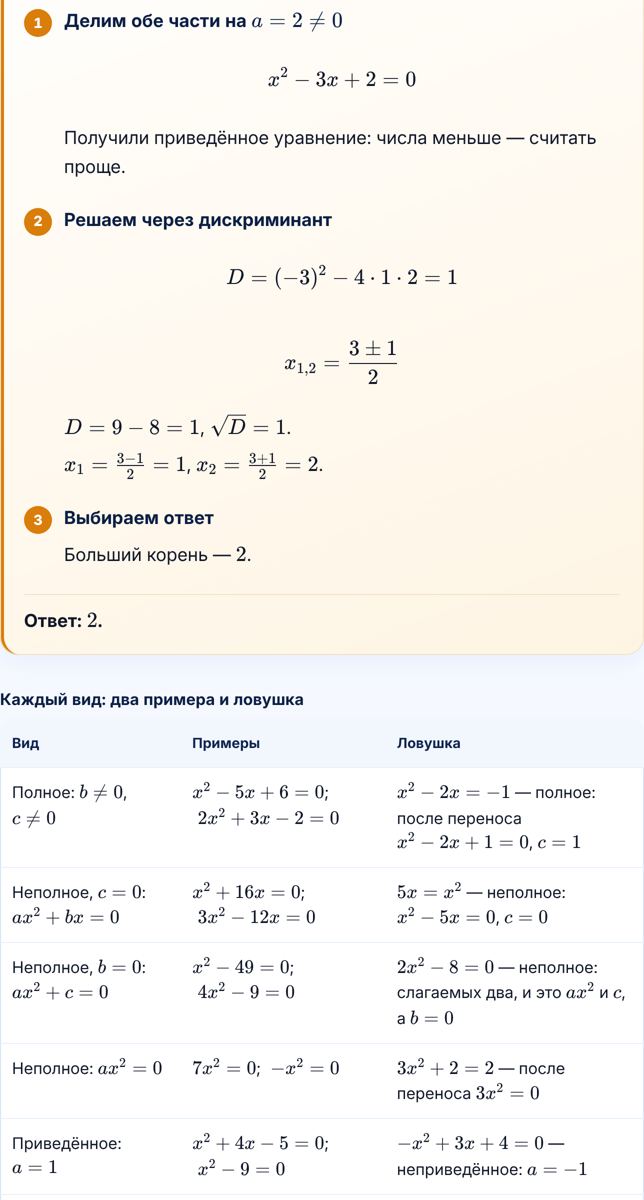 1 Делим обе части на a = 2 ≠ 0
x² − 3x + 2 = 0
Получили приведённое уравнение: числа меньше — считать
проще.
2 Решаем через дискриминант
D = (−3)² − 4 · 1 · 2 = 1
x₁,₂ = (3 ± 1)/2
D = 9 − 8 = 1, √D = 1.
x₁ = (3−1)/2 = 1, x₂ = (3+1)/2 = 2.
3 Выбираем ответ
Больший корень — 2.
Ответ: 2.
Каждый вид: два примера и ловушка
Вид Примеры Ловушка
Полное: b ≠ 0,
c ≠ 0
x² − 5x + 6 = 0;
2x² + 3x − 2 = 0
x² − 2x = −1 — полное:
после переноса
x² − 2x + 1 = 0, c = 1
Неполное, c = 0:
ax² + bx = 0
x² + 16x = 0;
3x² − 12x = 0
5x = x² — неполное:
x² − 5x = 0, c = 0
Неполное, b = 0:
ax² + c = 0
x² − 49 = 0;
4x² − 9 = 0
2x² − 8 = 0 — неполное:
слагаемых два, и это ax² и c,
а b = 0
Неполное: ax² = 0
7x² = 0; −x² = 0
3x² + 2 = 2 — после
переноса 3x² = 0
Приведённое:
a = 1
x² + 4x − 5 = 0;
x² − 9 = 0
−x² + 3x + 4 = 0 —
неприведённое: a = −1